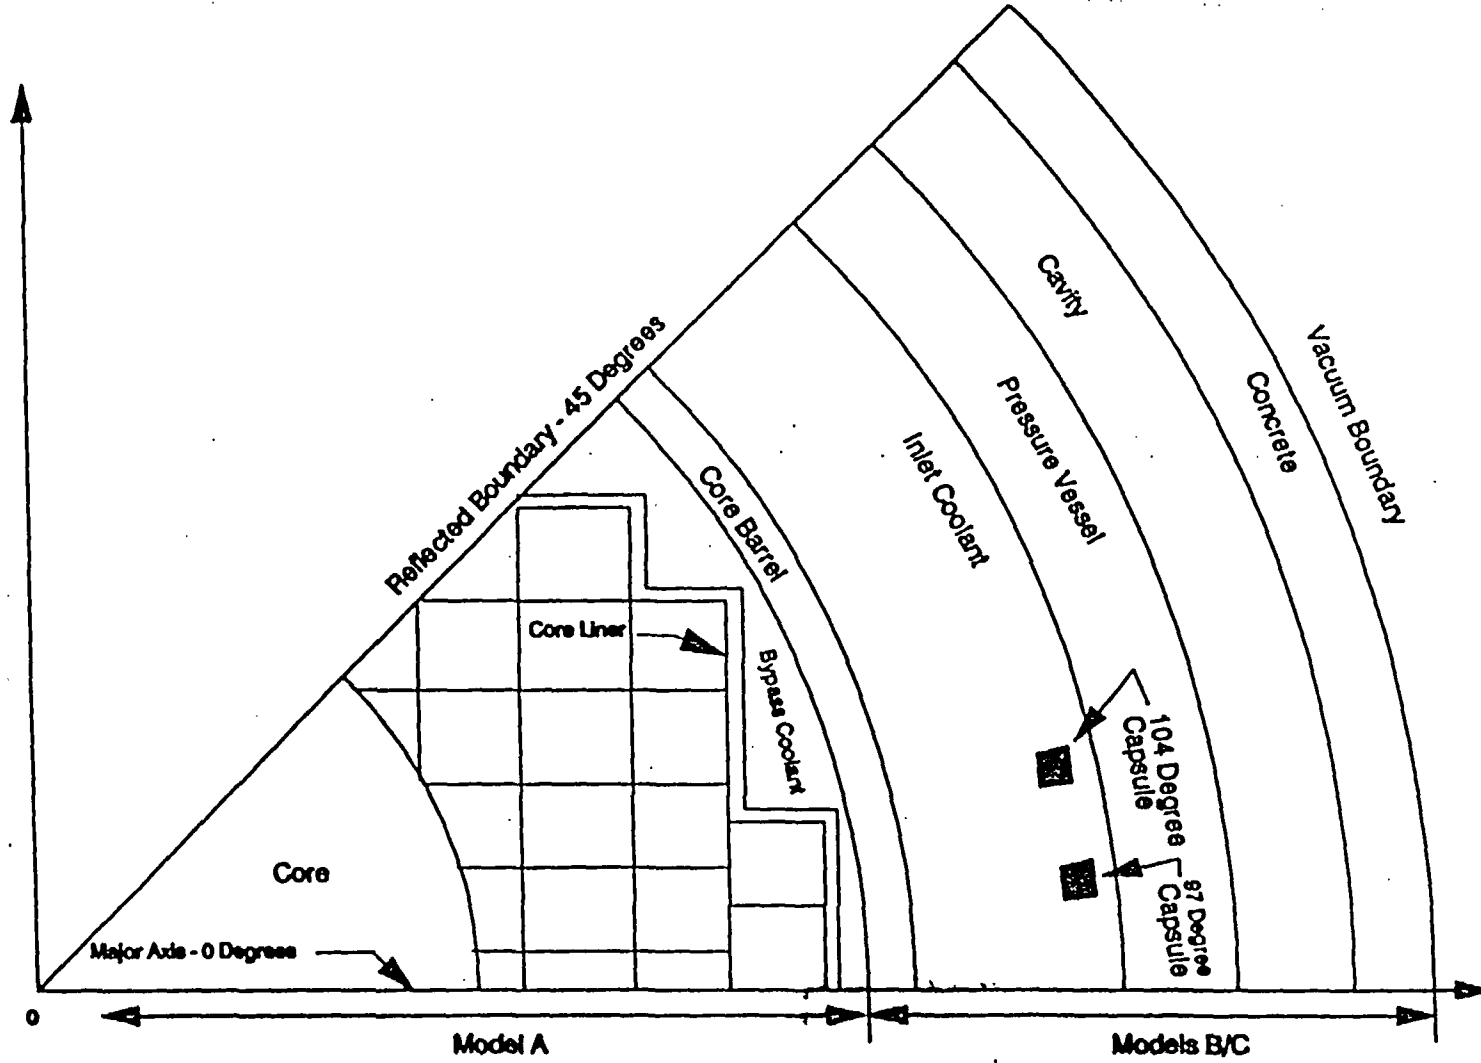 Vacuum Boundary
Concrete
Cavity
Pressure Vessel
Inlet Coolant
Reflected Boundary - 45 Degrees
Core Barrel
Core Liner
Bypass Coolant
104 Degree
Capsule
97 Degree
Capsule
Core
Major Axis - 0 Degrees
0
Model A
Models B/C